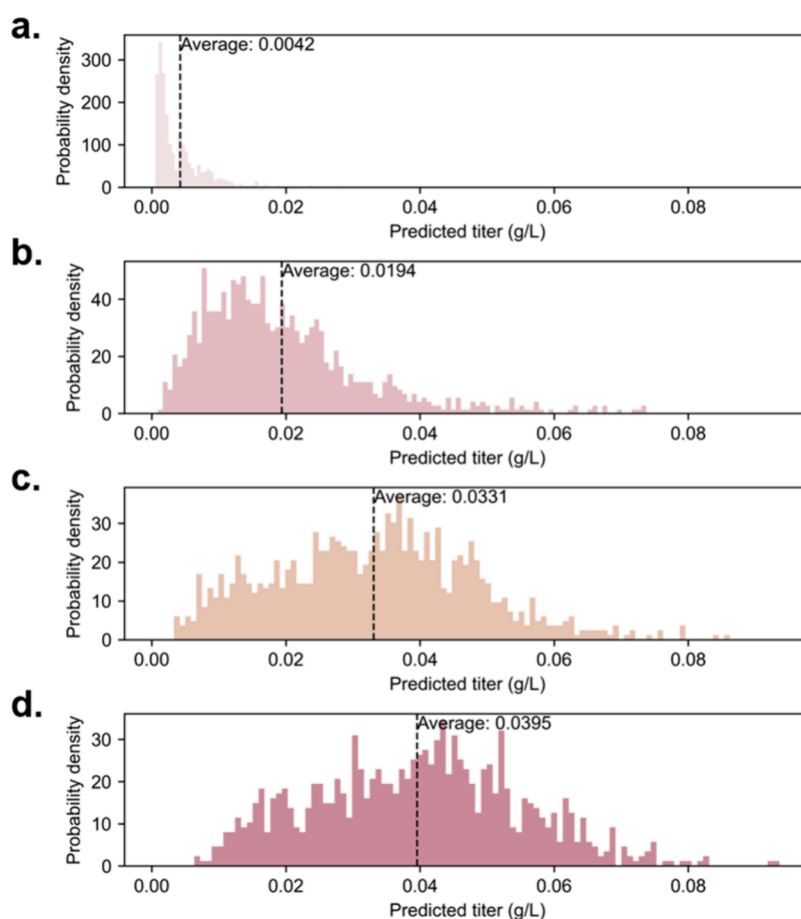 a.
Average: 0.0042
Probability density
300
200
100
0
0.00 0.02 0.04 0.06 0.08
Predicted titer (g/L)
b.
Average: 0.0194
Probability density
40
20
0
0.00 0.02 0.04 0.06 0.08
Predicted titer (g/L)
c.
Average: 0.0331
Probability density
30
20
10
0
0.00 0.02 0.04 0.06 0.08
Predicted titer (g/L)
d.
Average: 0.0395
Probability density
30
20
10
0
0.00 0.02 0.04 0.06 0.08
Predicted titer (g/L)